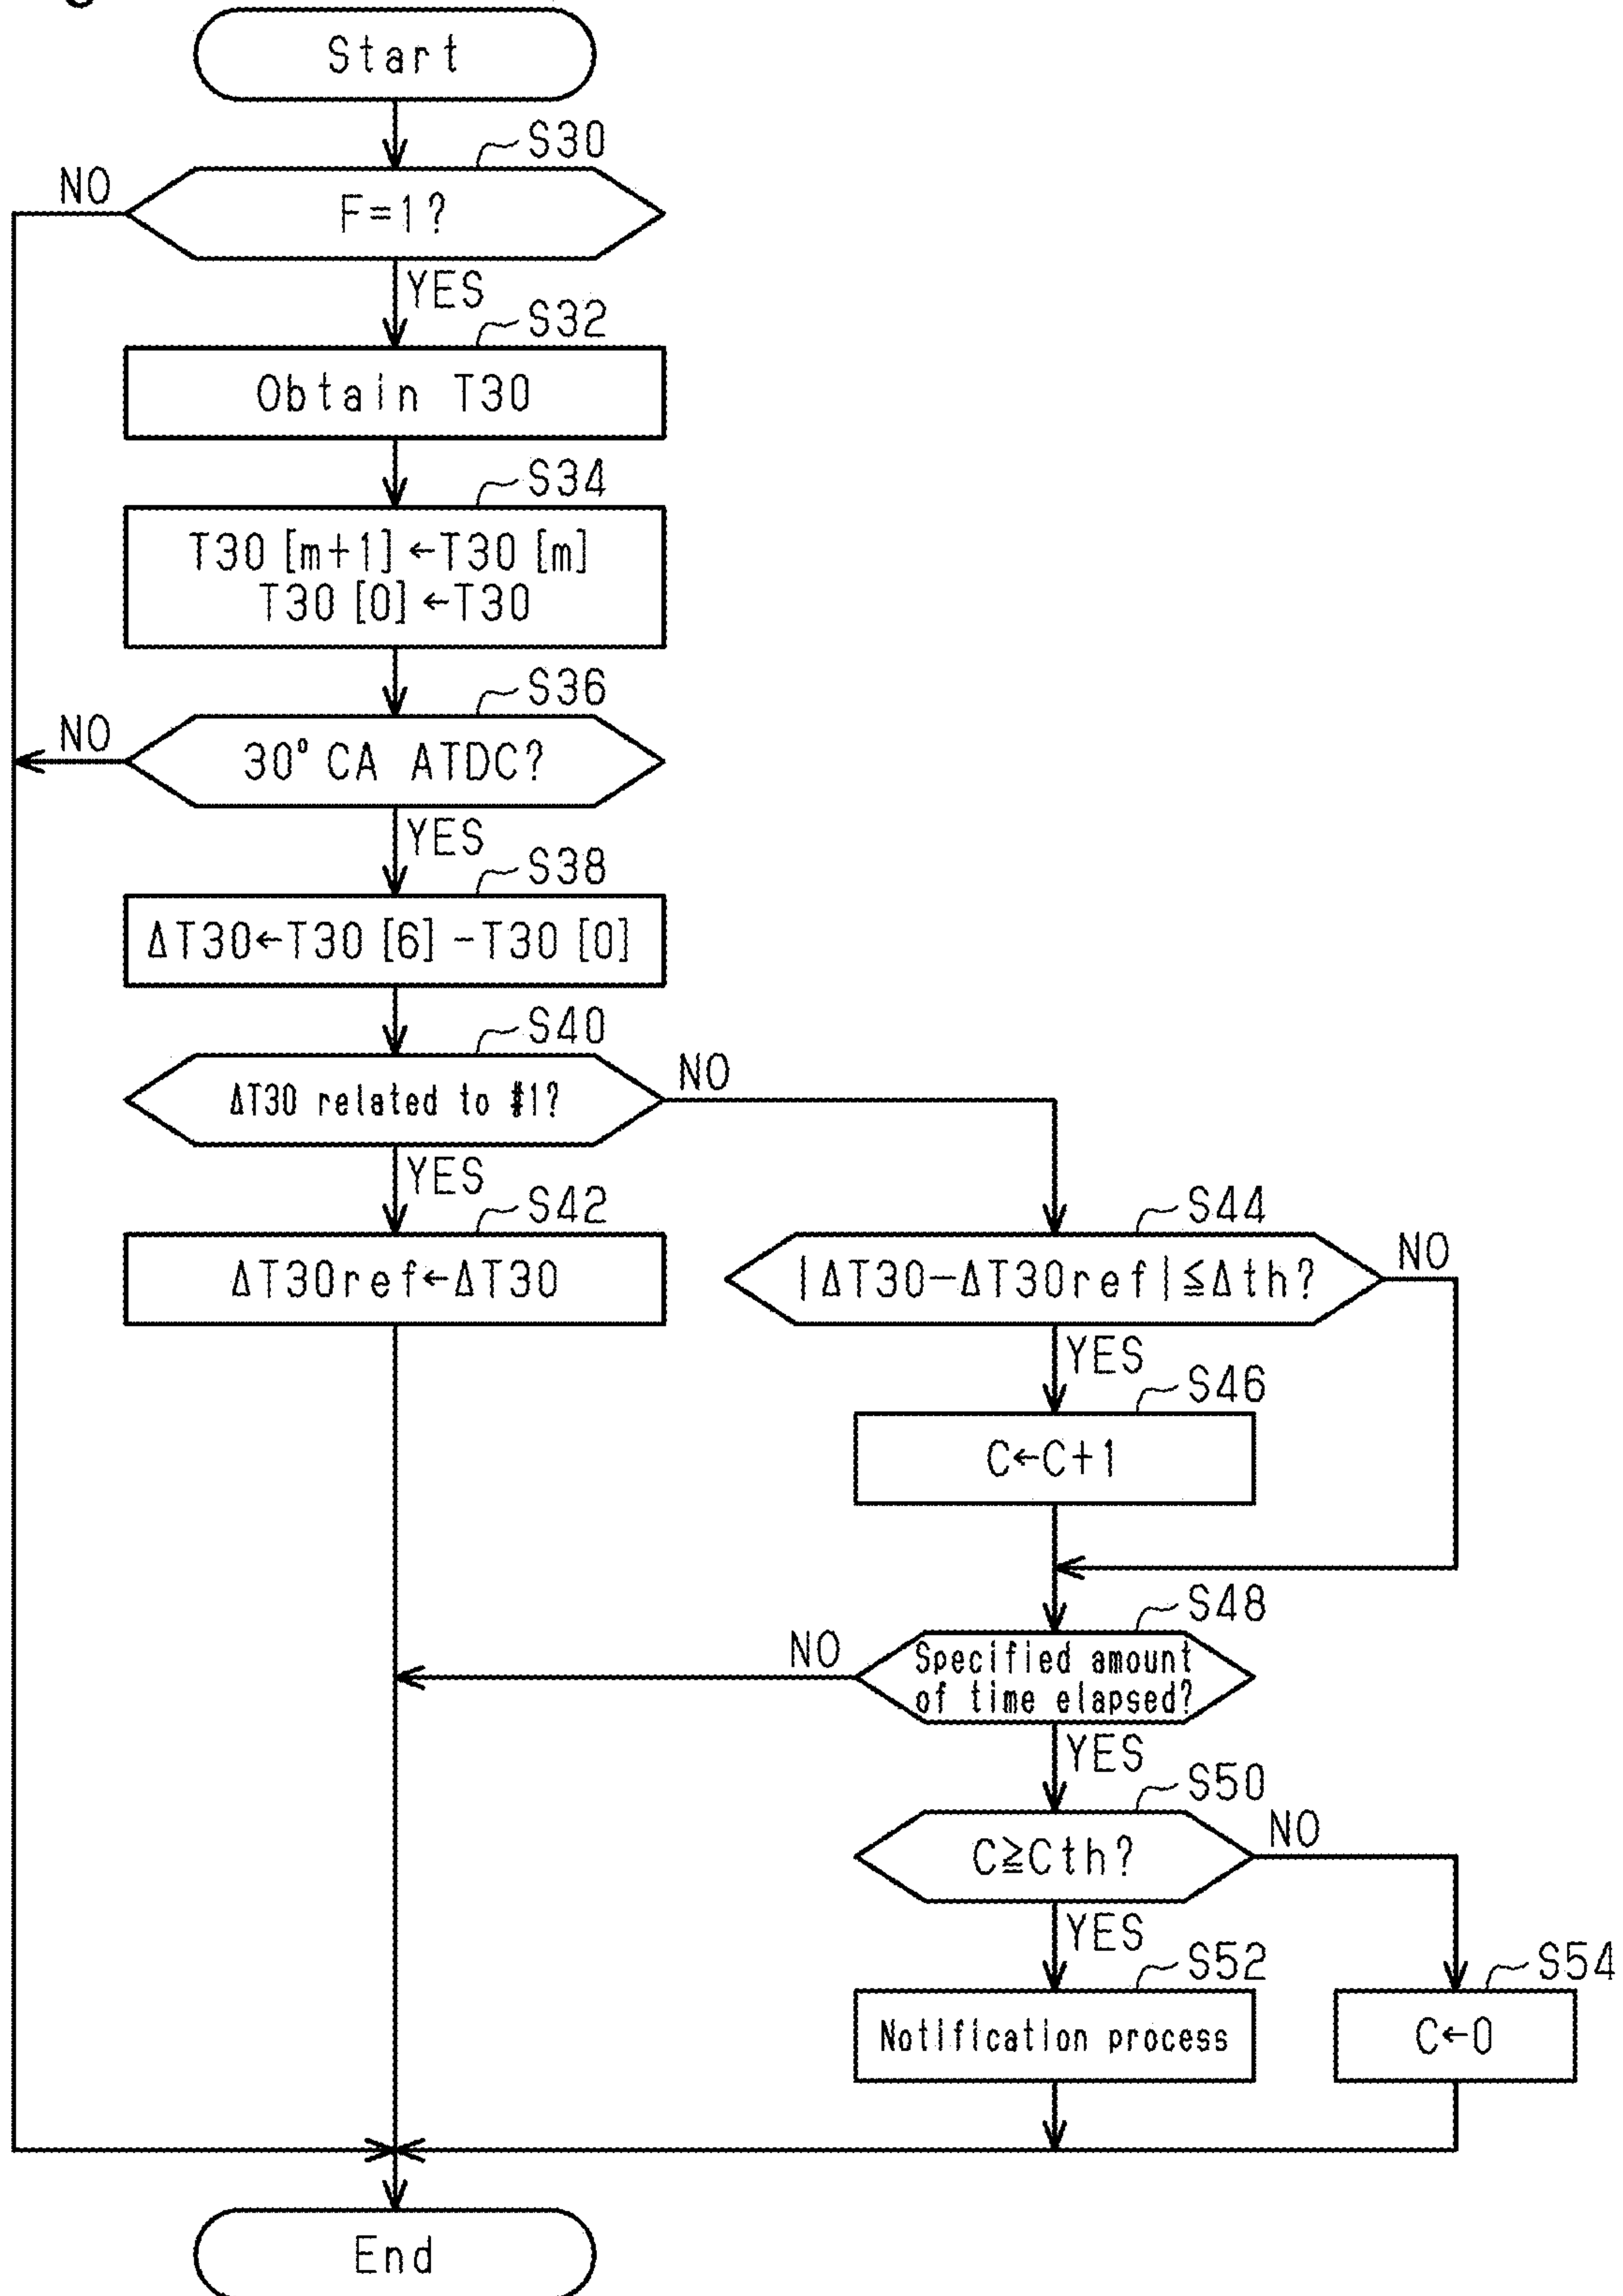 Start
S30
NO
F=1?
YES
S32
Obtain T30
S34
T30 [m+1] ←T30 [m]
T30 [0] ←T30
S36
NO
30° CA ATDC?
YES
S38
ΔT30←T30 [6] −T30 [0]
S40
NO
ΔT30 related to #1?
YES
S42
ΔT30ref←ΔT30
S44
NO
|ΔT30−ΔT30ref|≦Δth?
YES
S46
C←C+1
S48
NO
Specified amount
of time elapsed?
YES
S50
NO
C≧Cth?
YES
S52
Notification process
S54
C←0
End